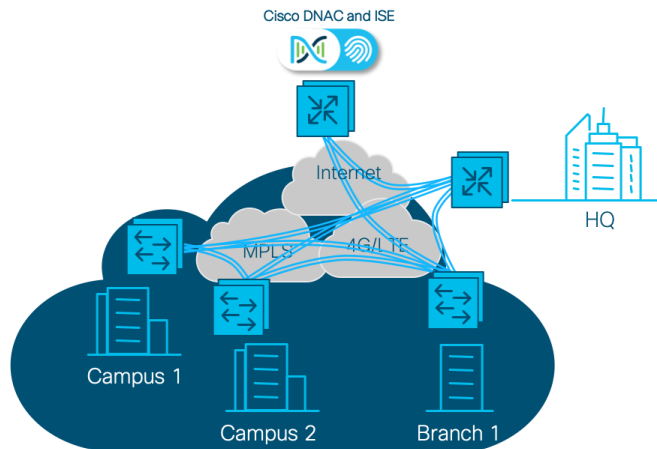 Cisco DNAC and ISE
Internet
HQ
MPLS
4G/LTE
Campus 1
Campus 2
Branch 1